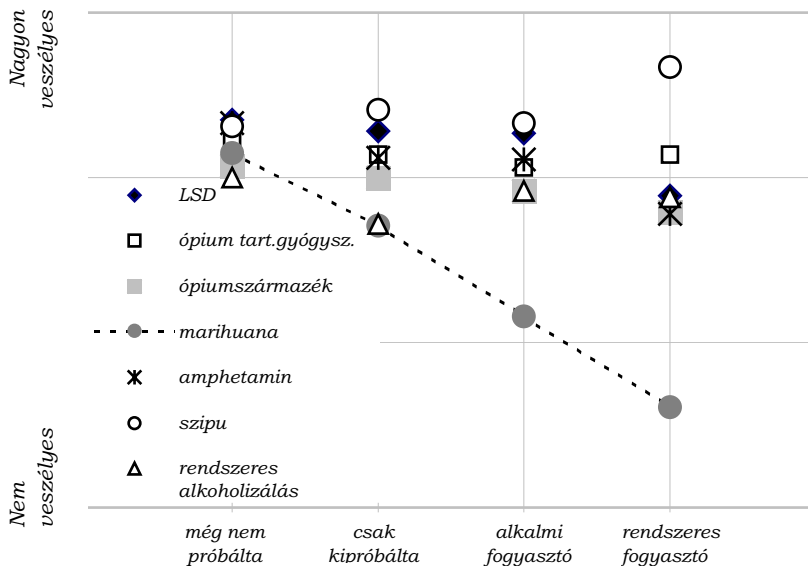 Nagyon
veszélyes
LSD
ópium tart.gyógysz.
ópiumszármazék
marihuana
amphetamin
szipu
rendszeres
alkoholizálás
Nem
veszélyes
még nem
próbálta
csak
kipróbálta
alkalmi
fogyasztó
rendszeres
fogyasztó